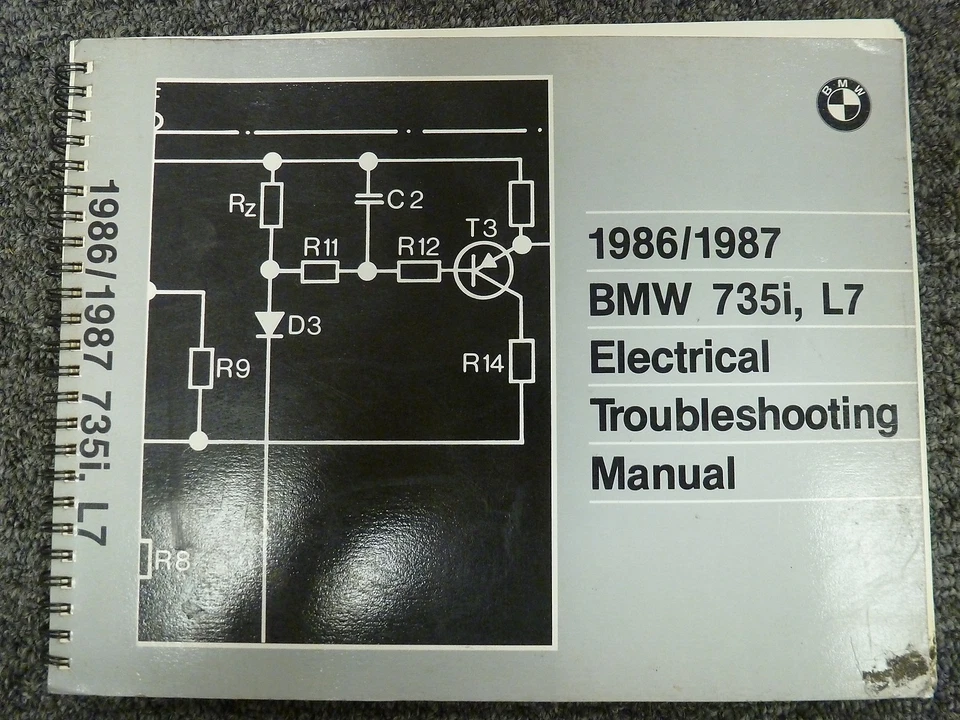 BMW
1986/1987
BMW 735i, L7
Electrical
Troubleshooting
Manual
1986/1987 735i, L7
Rz
C2
T3
R11
R12
D3
R9
R14
R8